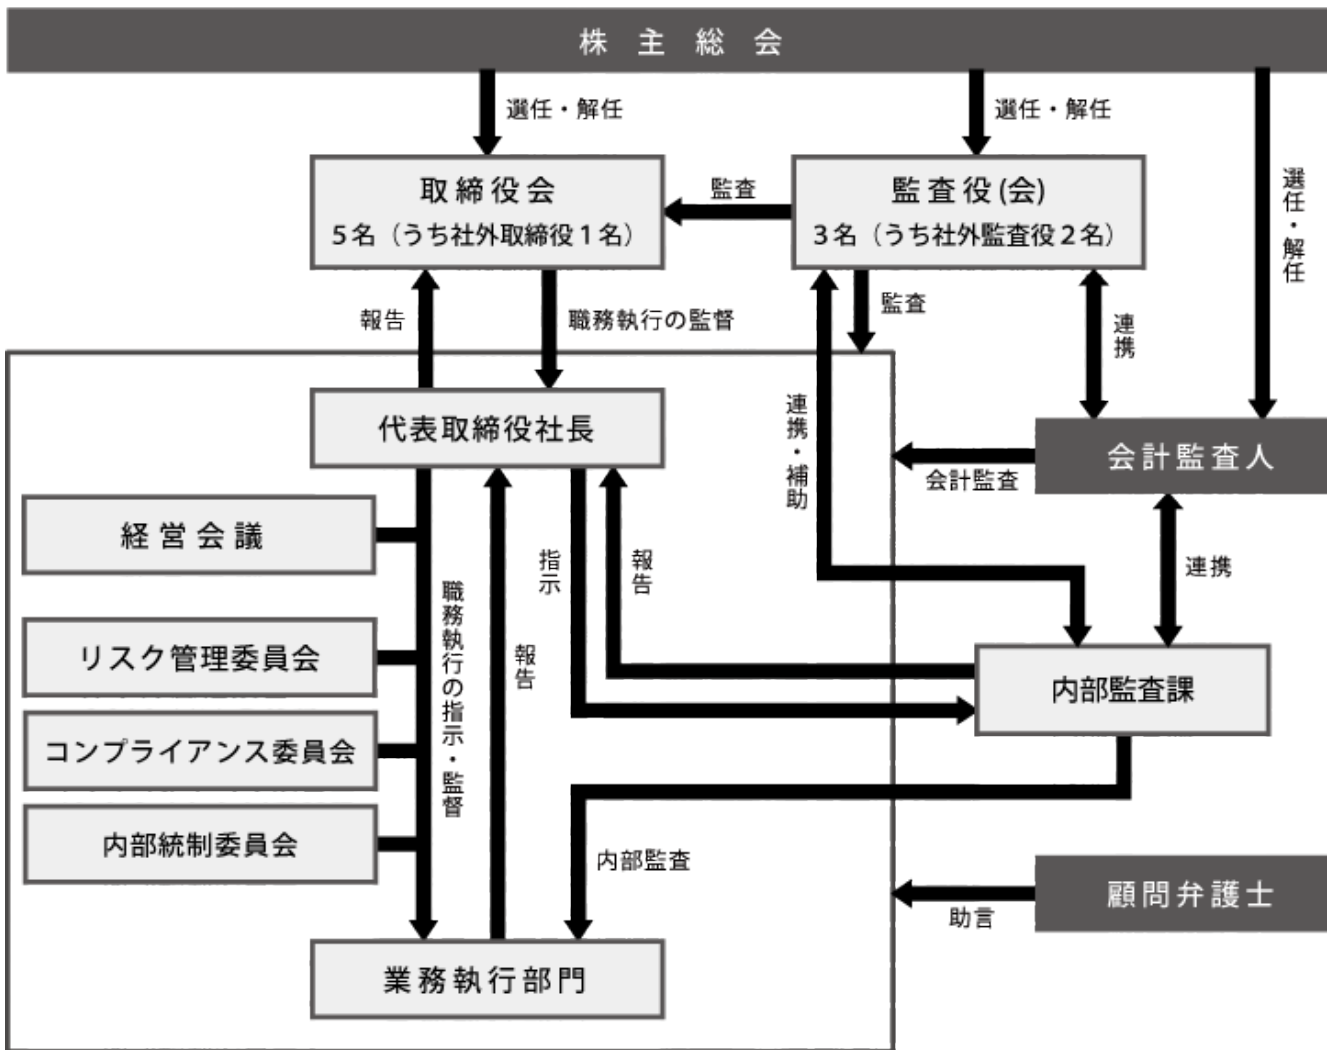 株主総会
選任・解任
選任・解任
選任・解任
取締役会
5名（うち社外取締役1名）
監査
監査役(会)
3名（うち社外監査役2名）
報告
職務執行の監督
監査
連携
代表取締役社長
連携・補助
会計監査人
会計監査
経営会議
指示
報告
連携
職務執行の指示・監督
報告
リスク管理委員会
内部監査課
コンプライアンス委員会
内部統制委員会
内部監査
顧問弁護士
助言
業務執行部門